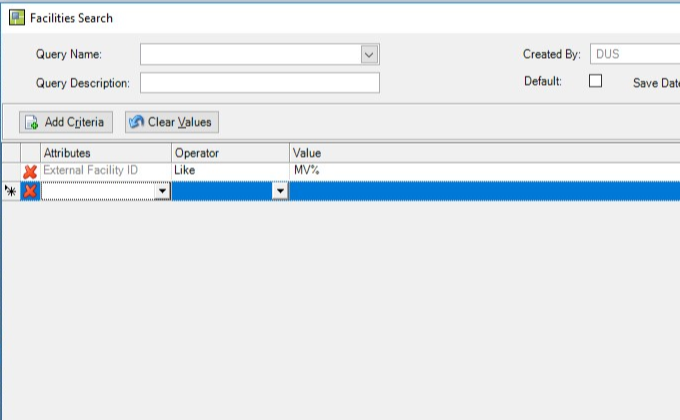 Facilities Search
Query Name:
Created By: DUS
Query Description:
Default: Save Date
Add Criteria Clear Values
Attributes Operator Value
External Facility ID Like MV%